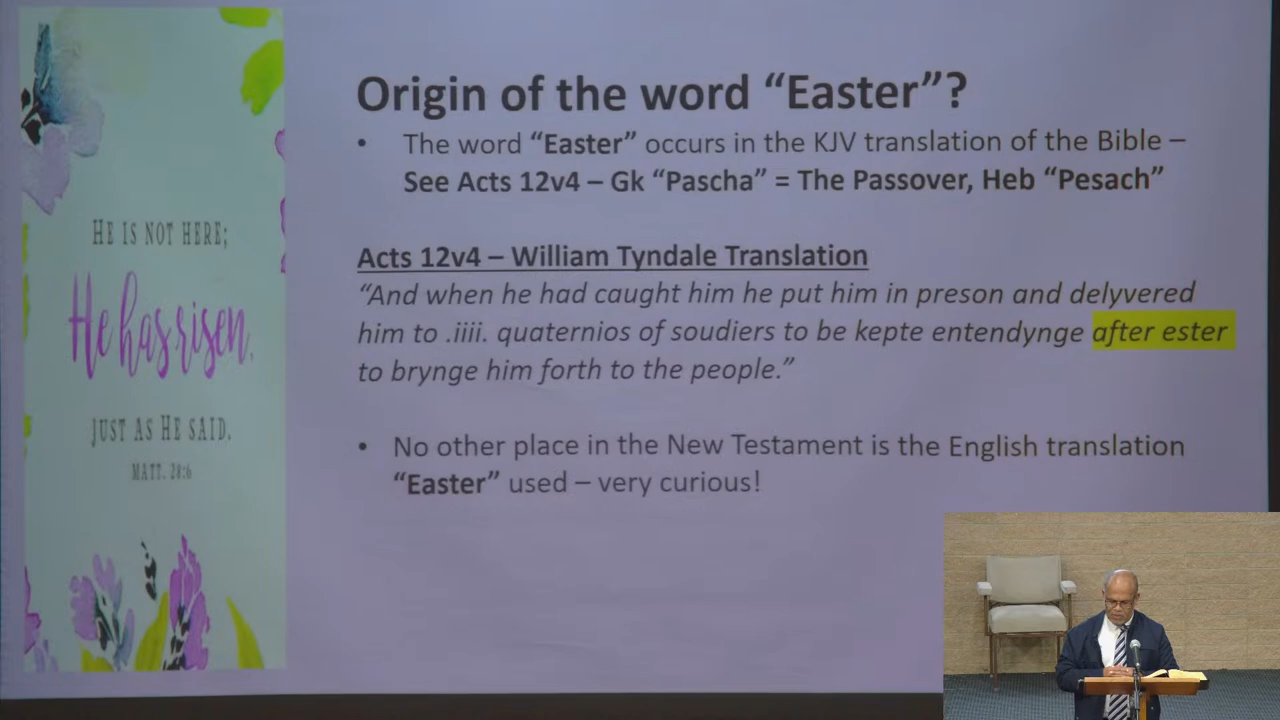 Origin of the word “Easter”?
• The word “Easter” occurs in the KJV translation of the Bible –
See Acts 12v4 – Gk “Pascha” = The Passover, Heb “Pesach”
Acts 12v4 – William Tyndale Translation
“And when he had caught him he put him in preson and delyvered
him to .iiii. quaternios of soudiers to be kepte entendynge after ester
to brynge him forth to the people.”
• No other place in the New Testament is the English translation
“Easter” used – very curious!
HE IS NOT HERE;
He has risen,
JUST AS HE SAID.
MATT. 28:6